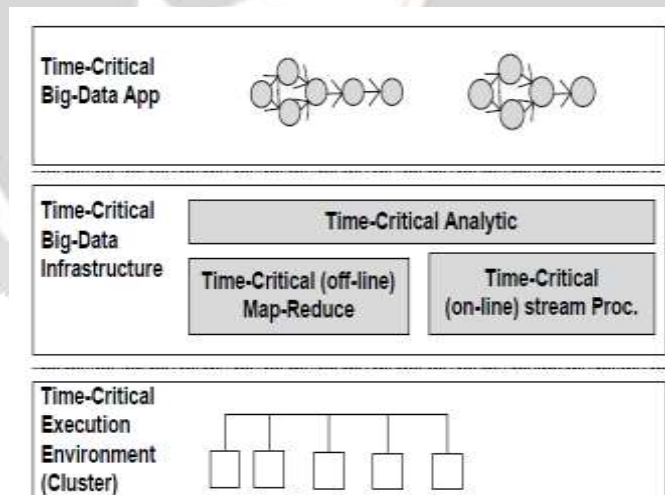 Time-Critical
Big-Data App
Time-Critical
Big-Data
Infrastructure
Time-Critical Analytic
Time-Critical (off-line)
Map-Reduce
Time-Critical
(on-line) stream Proc.
Time-Critical
Execution
Environment
(Cluster)